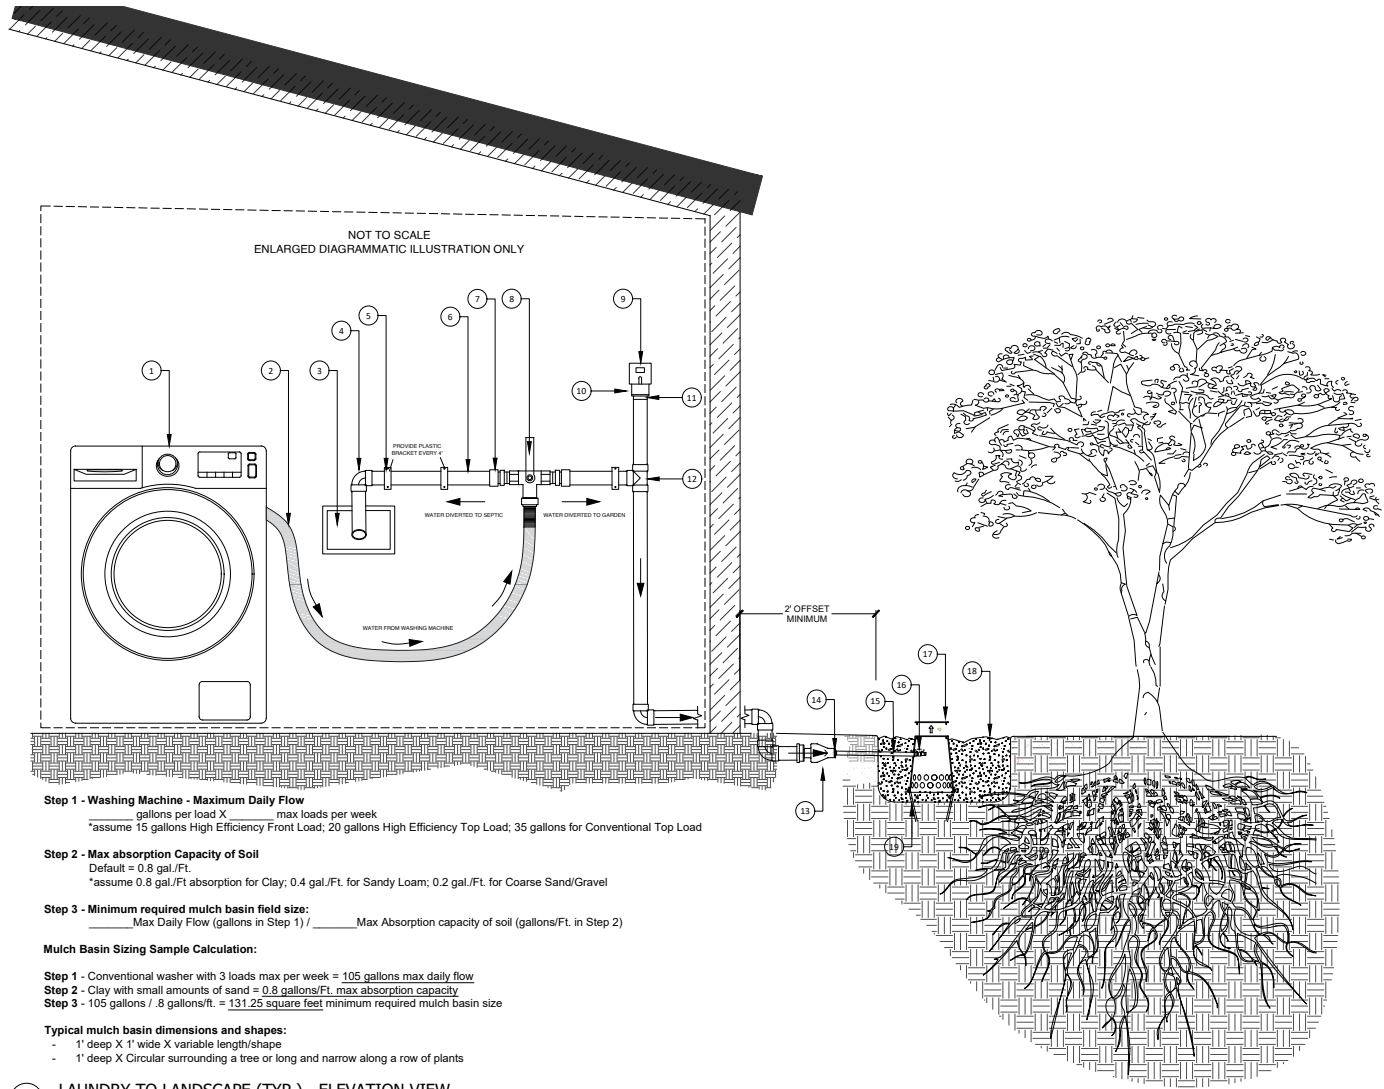 NOT TO SCALE
ENLARGED DIAGRAMMATIC ILLUSTRATION ONLY
1
2
3
4
5
6
7
8
9
10
11
12
PROVIDE PLASTIC
BRACKET EVERY 4'
WATER DIVERTED TO SEPTIC
WATER DIVERTED TO GARDEN
WATER FROM WASHING MACHINE
2' OFFSET
MINIMUM
13
14
15
16
17
18
19
Step 1 - Washing Machine - Maximum Daily Flow
_______ gallons per load X _______ max loads per week
*assume 15 gallons High Efficiency Front Load; 20 gallons High Efficiency Top Load; 35 gallons for Conventional Top Load
Step 2 - Max absorption Capacity of Soil
Default = 0.8 gal./Ft.
*assume 0.8 gal./Ft absorption for Clay; 0.4 gal./Ft. for Sandy Loam; 0.2 gal./Ft. for Coarse Sand/Gravel
Step 3 - Minimum required mulch basin field size:
_______Max Daily Flow (gallons in Step 1) / _______Max Absorption capacity of soil (gallons/Ft. in Step 2)
Mulch Basin Sizing Sample Calculation:
Step 1 - Conventional washer with 3 loads max per week = 105 gallons max daily flow
Step 2 - Clay with small amounts of sand = 0.8 gallons/Ft. max absorption capacity
Step 3 - 105 gallons / .8 gallons/ft. = 131.25 square feet minimum required mulch basin size
Typical mulch basin dimensions and shapes:
- 1' deep X 1' wide X variable length/shape
- 1' deep X Circular surrounding a tree or long and narrow along a row of plants
LAUNDRY TO LANDSCAPE (TYP.) - ELEVATION VIEW